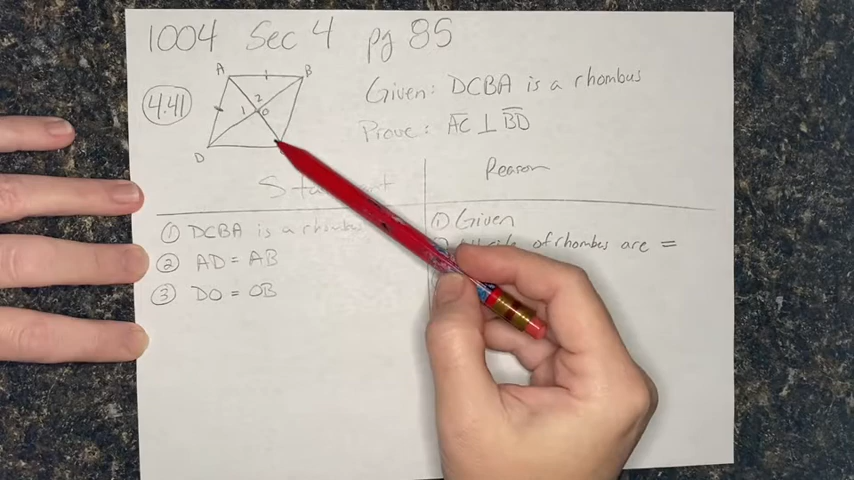 1004 Sec 4 pg 85
4.41
A B
1 2 O
D
Given: DCBA is a rhombus
Prove: AC ⊥ BD
Statement Reason
① DCBA is a rhombus ① Given
② AD = AB of rhombus are =
③ DO = OB